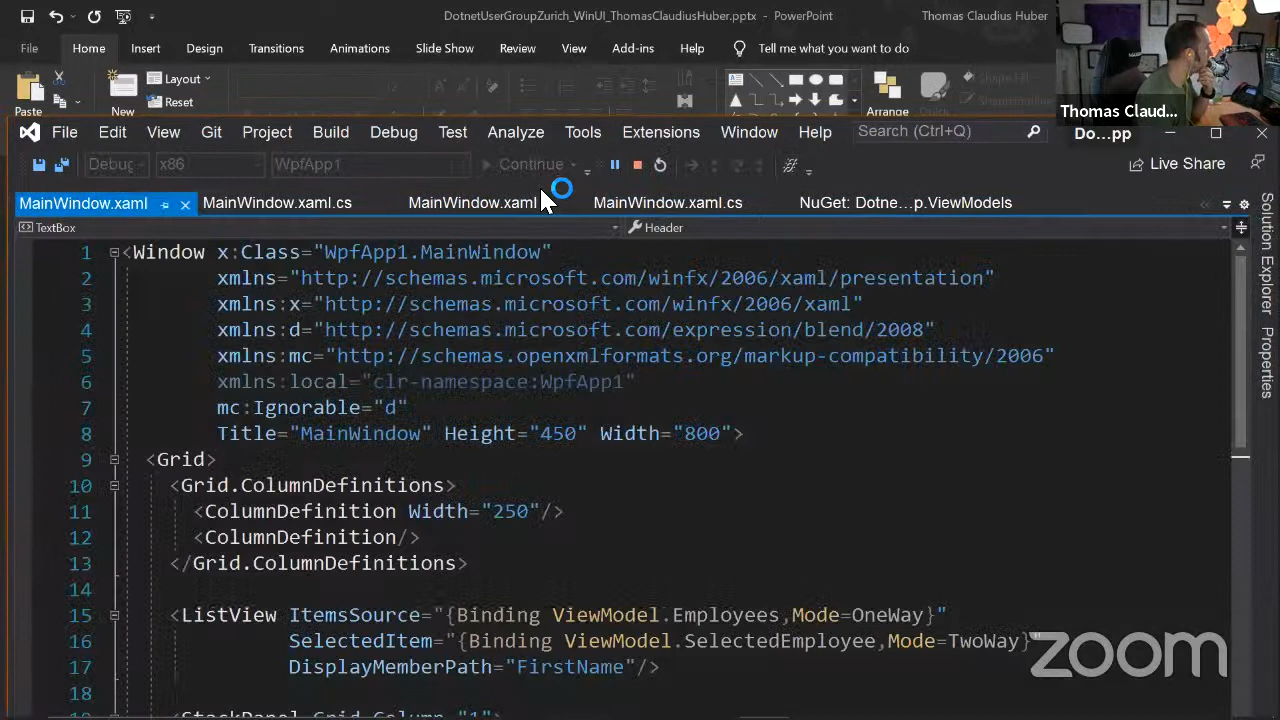 DotnetUserGroupZurich_WinUI_ThomasClaudiusHuber.pptx - PowerPoint
Thomas Claudius Huber
File Home Insert Design Transitions Animations Slide Show Review View Add-ins Help Tell me what you want to do
Paste
New
Layout
Reset
Arrange
Shape Fill
Thomas Claud...
File Edit View Git Project Build Debug Test Analyze Tools Extensions Window Help Search (Ctrl+Q) Do...pp
Debug x86 WpfApp1 Continue Live Share
MainWindow.xaml MainWindow.xaml.cs MainWindow.xaml MainWindow.xaml.cs NuGet: Dotne...p.ViewModels
TextBox Header
1 <Window x:Class="WpfApp1.MainWindow"
2 xmlns="http://schemas.microsoft.com/winfx/2006/xaml/presentation"
3 xmlns:x="http://schemas.microsoft.com/winfx/2006/xaml"
4 xmlns:d="http://schemas.microsoft.com/expression/blend/2008"
5 xmlns:mc="http://schemas.openxmlformats.org/markup-compatibility/2006"
6 xmlns:local="clr-namespace:WpfApp1"
7 mc:Ignorable="d"
8 Title="MainWindow" Height="450" Width="800">
9 <Grid>
10 <Grid.ColumnDefinitions>
11 <ColumnDefinition Width="250"/>
12 <ColumnDefinition/>
13 </Grid.ColumnDefinitions>
14
15 <ListView ItemsSource="{Binding ViewModel.Employees,Mode=OneWay}"
16 SelectedItem="{Binding ViewModel.SelectedEmployee,Mode=TwoWay}"
17 DisplayMemberPath="FirstName"/>
18
<StackPanel Grid.Column="1">
Solution Explorer
Properties
zoom